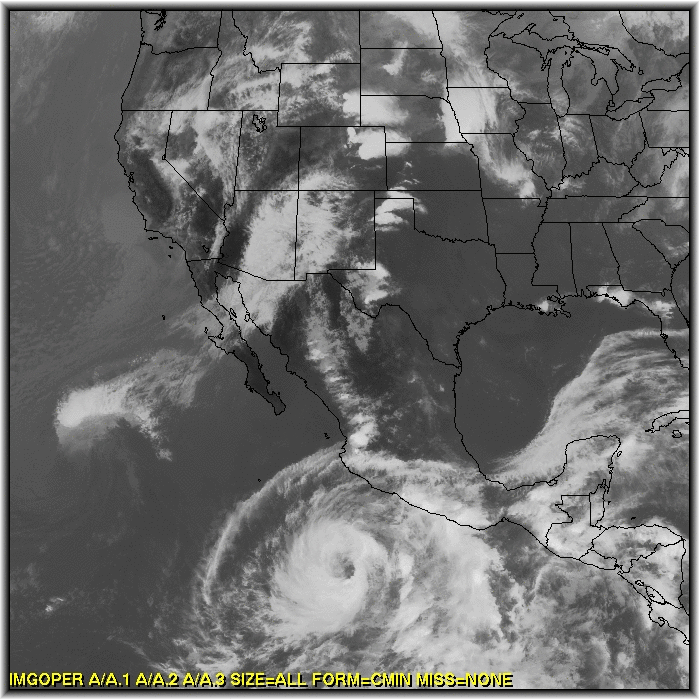 IMGOPER A/A.1 A/A.2 A/A.3 SIZE=ALL FORM=CMIN MISS=NONE